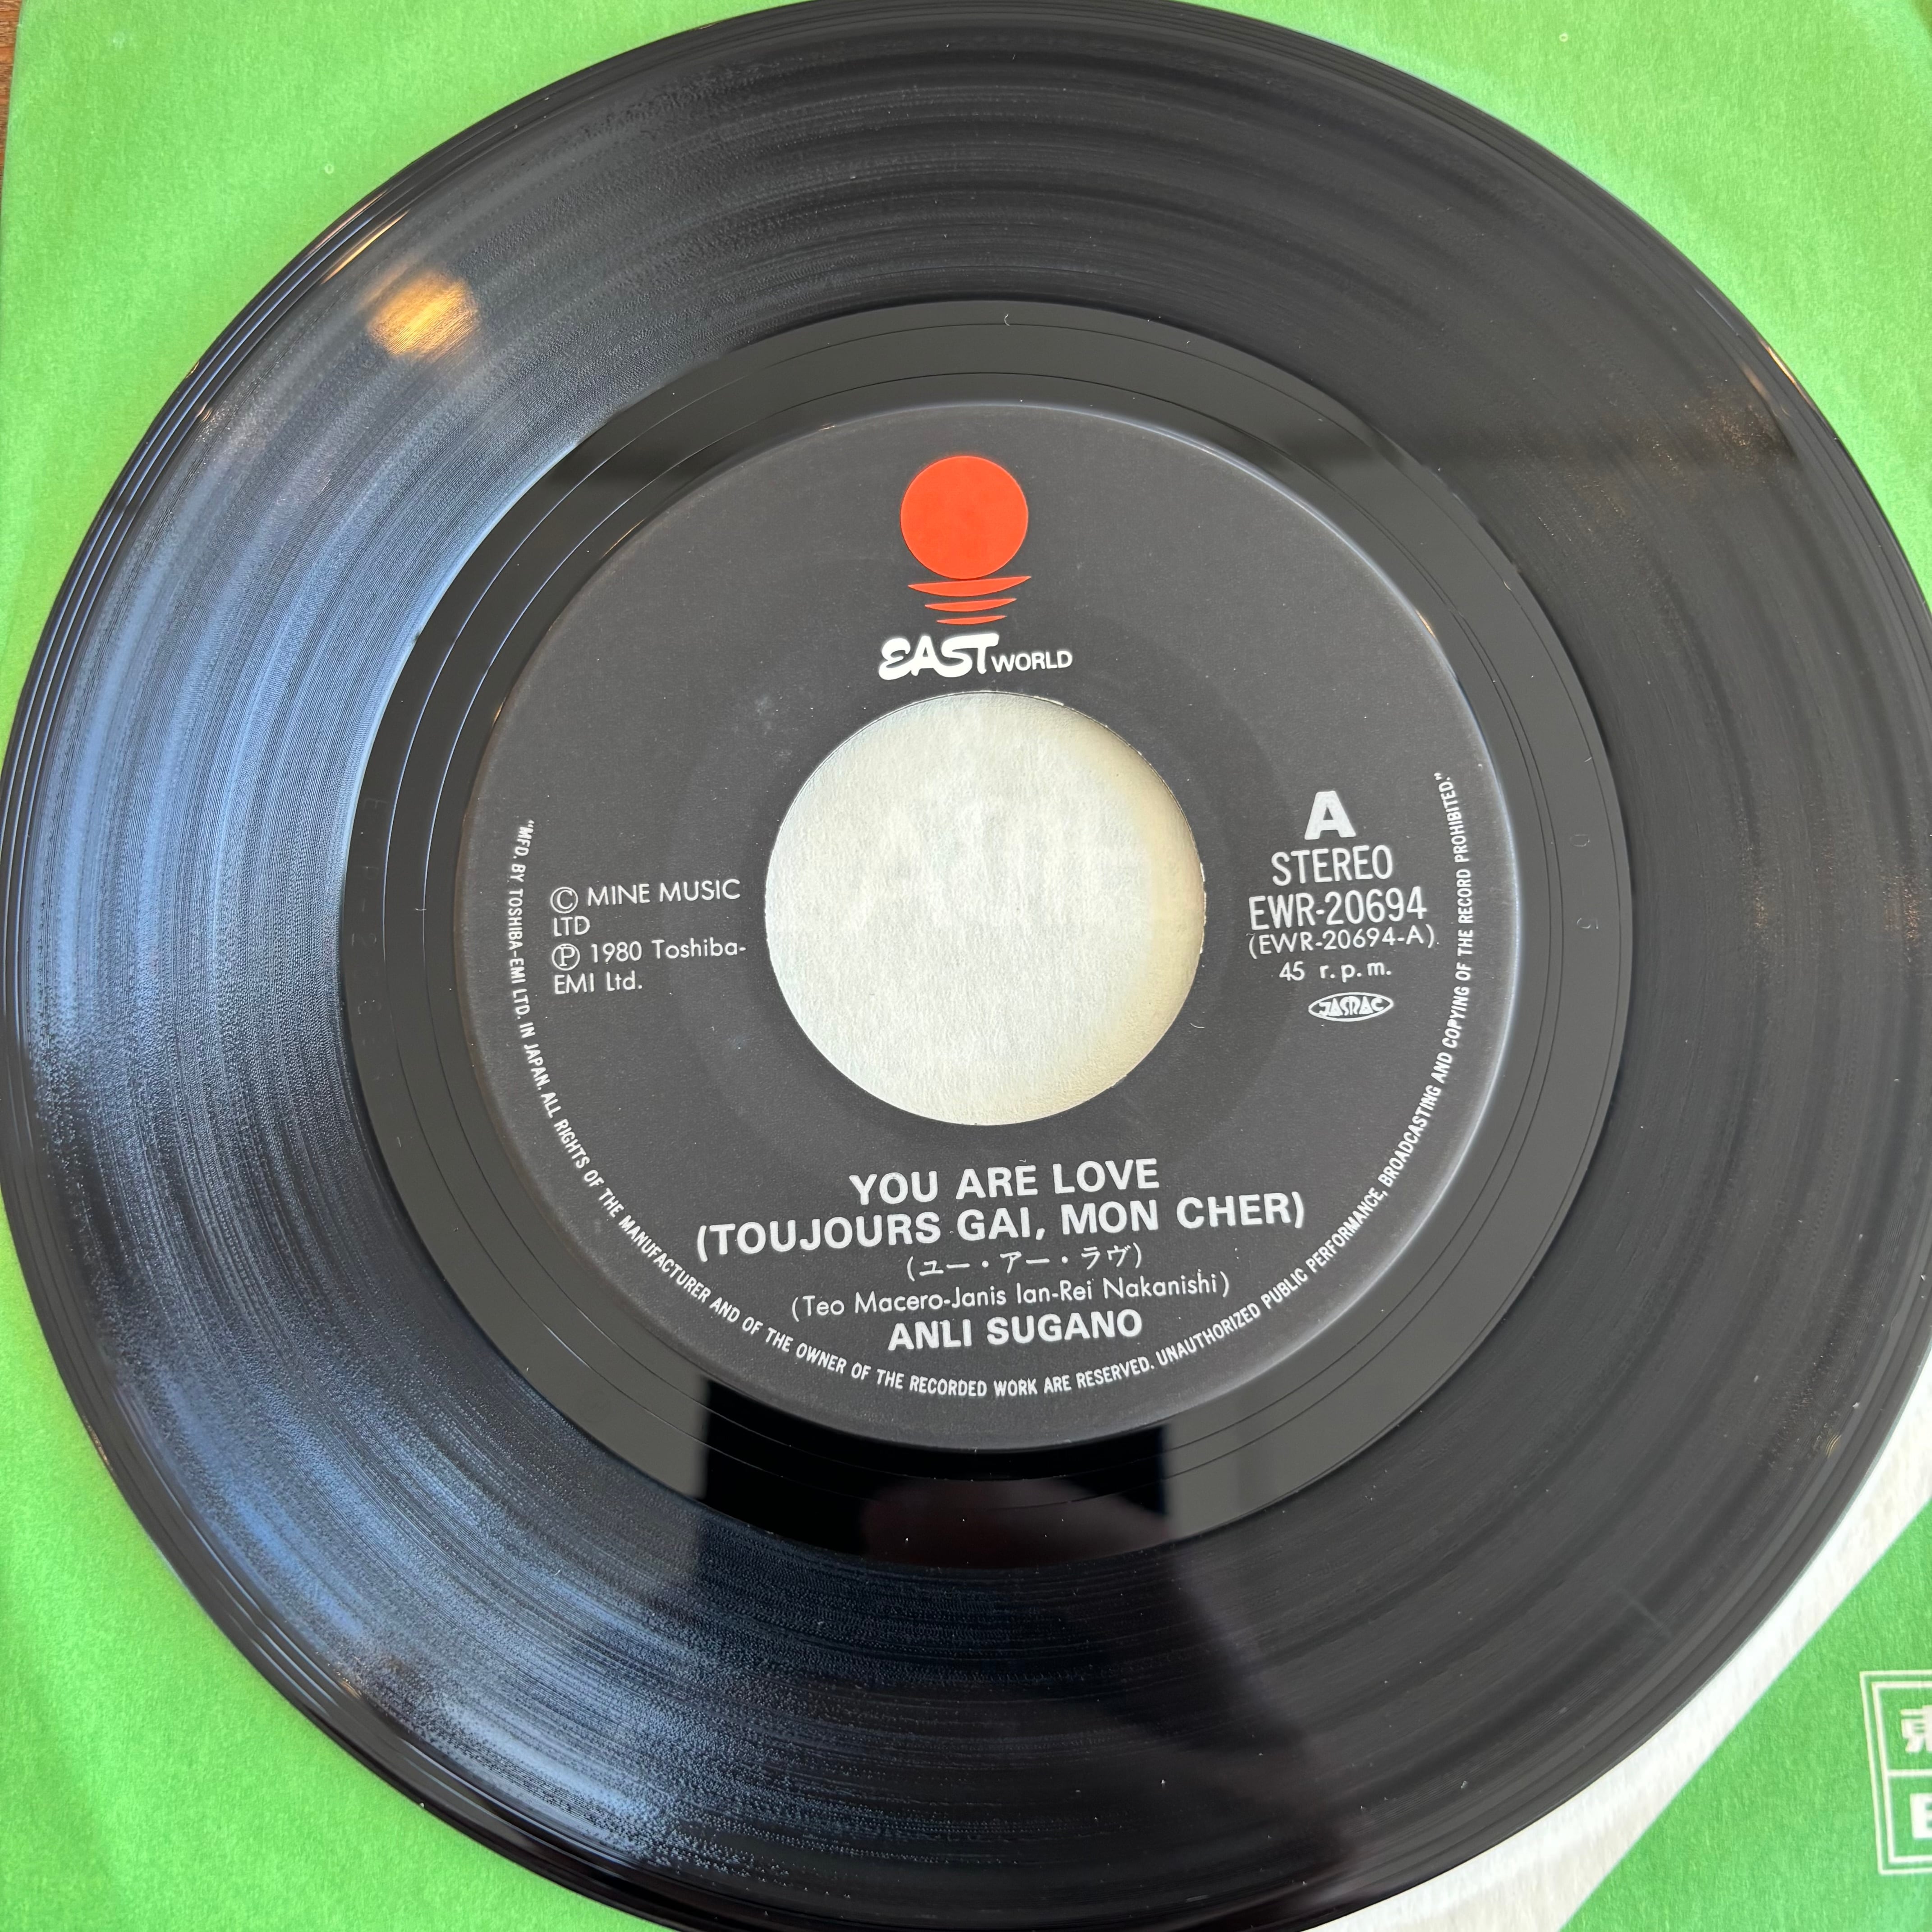 EAST WORLD
© MINE MUSIC
LTD
℗ 1980 Toshiba-
EMI Ltd.
A
STEREO
EWR-20694
(EWR-20694-A)
45 r.p.m.
JASRAC
YOU ARE LOVE
(TOUJOURS GAI, MON CHER)
(ユー・アー・ラヴ)
(Teo Macero-Janis Ian-Rei Nakanishi)
ANLI SUGANO
"MFD. BY TOSHIBA-EMI LTD. IN JAPAN. ALL RIGHTS OF THE MANUFACTURER AND OF THE OWNER OF THE RECORDED WORK ARE RESERVED. UNAUTHORIZED PUBLIC PERFORMANCE, BROADCASTING AND COPYING OF THE RECORD PROHIBITED."